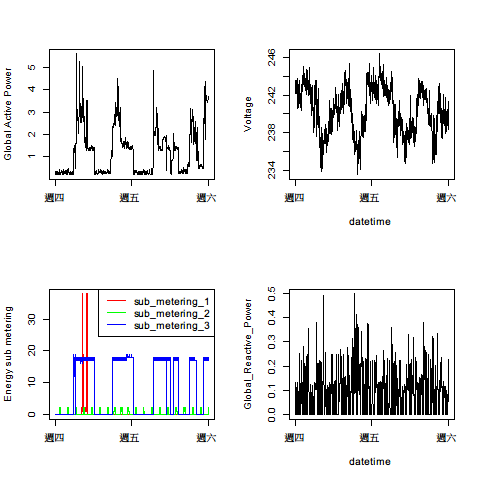 Global Active Power
5
4
3
2
1
週四
週五
週六
Voltage
246
242
238
234
週四
週五
週六
datetime
Energy sub metering
30
20
10
0
sub_metering_1
sub_metering_2
sub_metering_3
週四
週五
週六
Global_Reactive_Power
0.5
0.4
0.3
0.2
0.1
0.0
週四
週五
週六
datetime